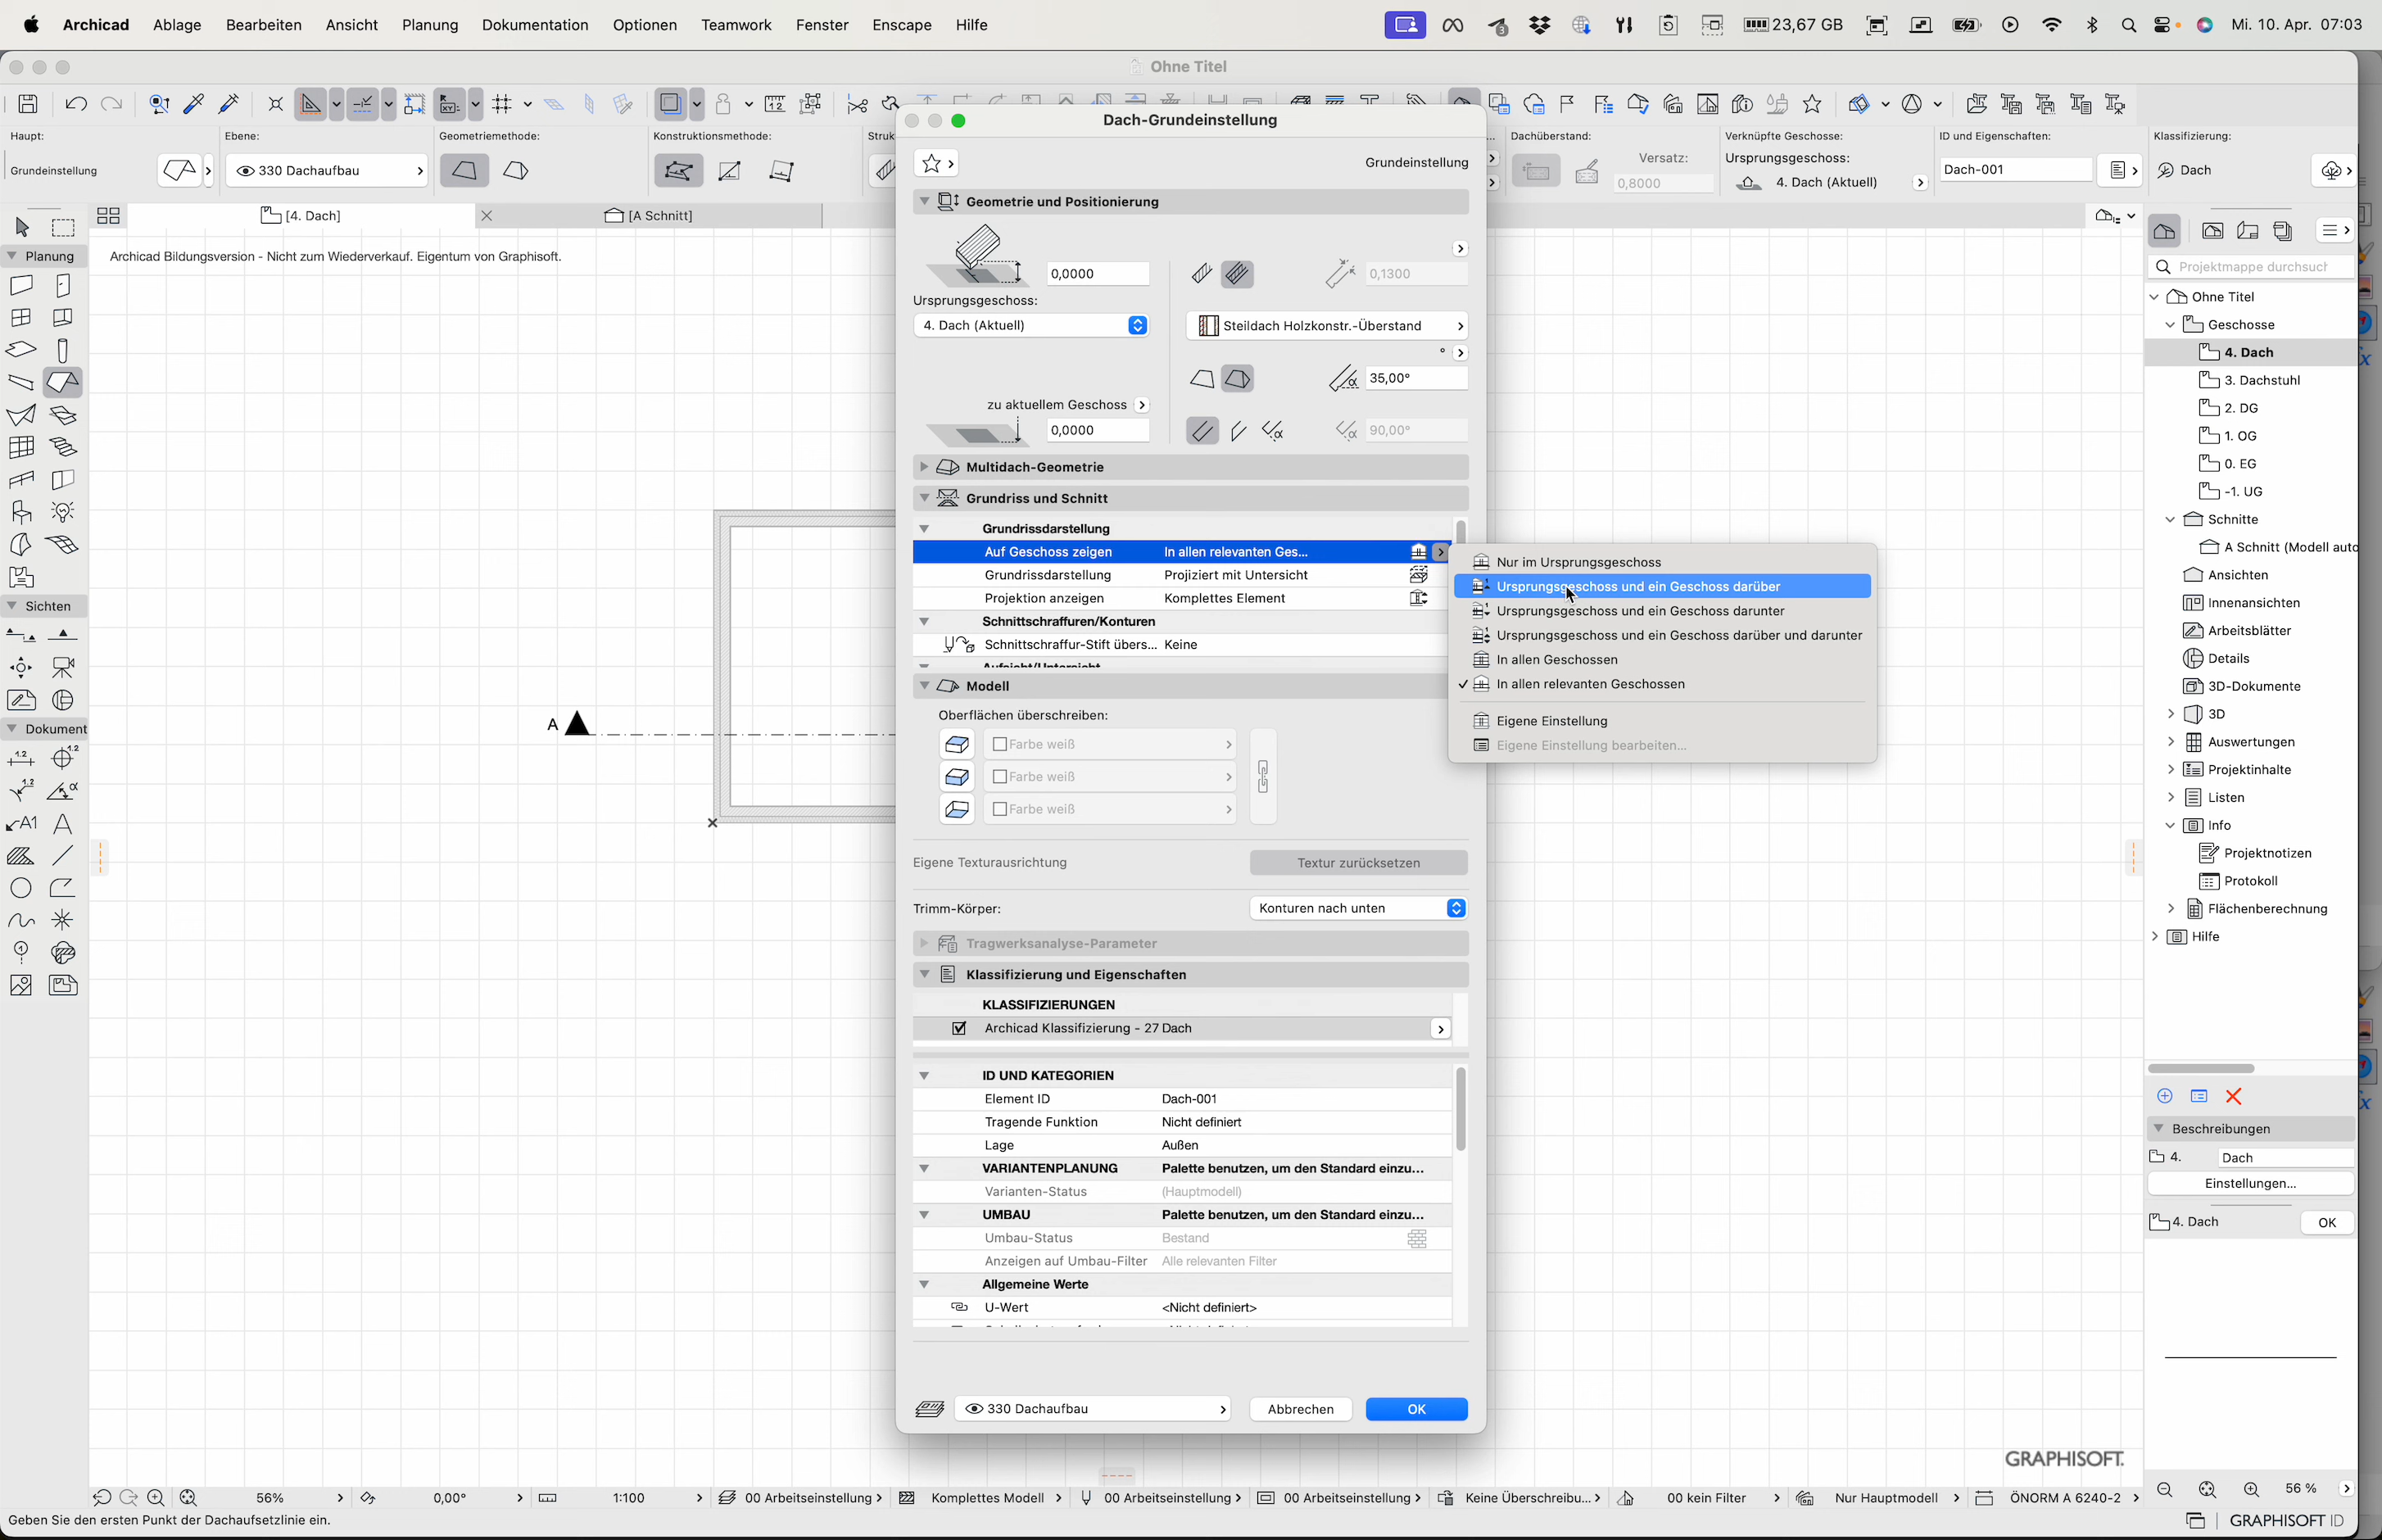 Archicad Ablage Bearbeiten Ansicht Planung Dokumentation Optionen Teamwork Fenster Enscape Hilfe 3 23,67 GB Mi. 10. Apr. 07:03
Ohne Titel
Haupt: Ebene: Geometriemethode: Konstruktionsmethode: Struk
Grundeinstellung 330 Dachaufbau
Dachüberstand: Verknüpfte Geschosse: ID und Eigenschaften: Klassifizierung:
Versatz: Ursprungsgeschoss:
0,8000 4. Dach (Aktuell) Dach-001 Dach
[4. Dach] [A Schnitt]
Archicad Bildungsversion - Nicht zum Wiederverkauf. Eigentum von Graphisoft.
Planung
Sichten
Dokument
A
Dach-Grundeinstellung
Grundeinstellung
Geometrie und Positionierung
0,0000
0,1300
Ursprungsgeschoss:
4. Dach (Aktuell)
Steildach Holzkonstr.-Überstand
°
35,00°
zu aktuellem Geschoss
0,0000
90,00°
Multidach-Geometrie
Grundriss und Schnitt
Grundrissdarstellung
Auf Geschoss zeigen In allen relevanten Ges...
Grundrissdarstellung Projiziert mit Untersicht
Projektion anzeigen Komplettes Element
Schnittschraffuren/Konturen
Schnittschraffur-Stift übers... Keine
Aufsicht/Untersicht
Nur im Ursprungsgeschoss
Ursprungsgeschoss und ein Geschoss darüber
Ursprungsgeschoss und ein Geschoss darunter
Ursprungsgeschoss und ein Geschoss darüber und darunter
In allen Geschossen
In allen relevanten Geschossen
Eigene Einstellung
Eigene Einstellung bearbeiten...
Modell
Oberflächen überschreiben:
Farbe weiß
Farbe weiß
Farbe weiß
Eigene Texturausrichtung Textur zurücksetzen
Trimm-Körper: Konturen nach unten
Tragwerksanalyse-Parameter
Klassifizierung und Eigenschaften
KLASSIFIZIERUNGEN
Archicad Klassifizierung - 27 Dach
ID UND KATEGORIEN
Element ID Dach-001
Tragende Funktion Nicht definiert
Lage Außen
VARIANTENPLANUNG Palette benutzen, um den Standard einzu...
Varianten-Status (Hauptmodell)
UMBAU Palette benutzen, um den Standard einzu...
Umbau-Status Bestand
Anzeigen auf Umbau-Filter Alle relevanten Filter
Allgemeine Werte
U-Wert <Nicht definiert>
330 Dachaufbau Abbrechen OK
Projektmappe durchsuch
Ohne Titel
Geschosse
4. Dach
3. Dachstuhl
2. DG
1. OG
0. EG
-1. UG
Schnitte
A Schnitt (Modell auto
Ansichten
Innenansichten
Arbeitsblätter
Details
3D-Dokumente
3D
Auswertungen
Projektinhalte
Listen
Info
Projektnotizen
Protokoll
Flächenberechnung
Hilfe
Beschreibungen
4. Dach
Einstellungen...
4. Dach OK
GRAPHISOFT.
56% 0,00° 1:100 00 Arbeitseinstellung Komplettes Modell 00 Arbeitseinstellung 00 Arbeitseinstellung Keine Überschreibu... 00 kein Filter Nur Hauptmodell ÖNORM A 6240-2 56 %
Geben Sie den ersten Punkt der Dachaufsetzlinie ein.
GRAPHISOFT ID